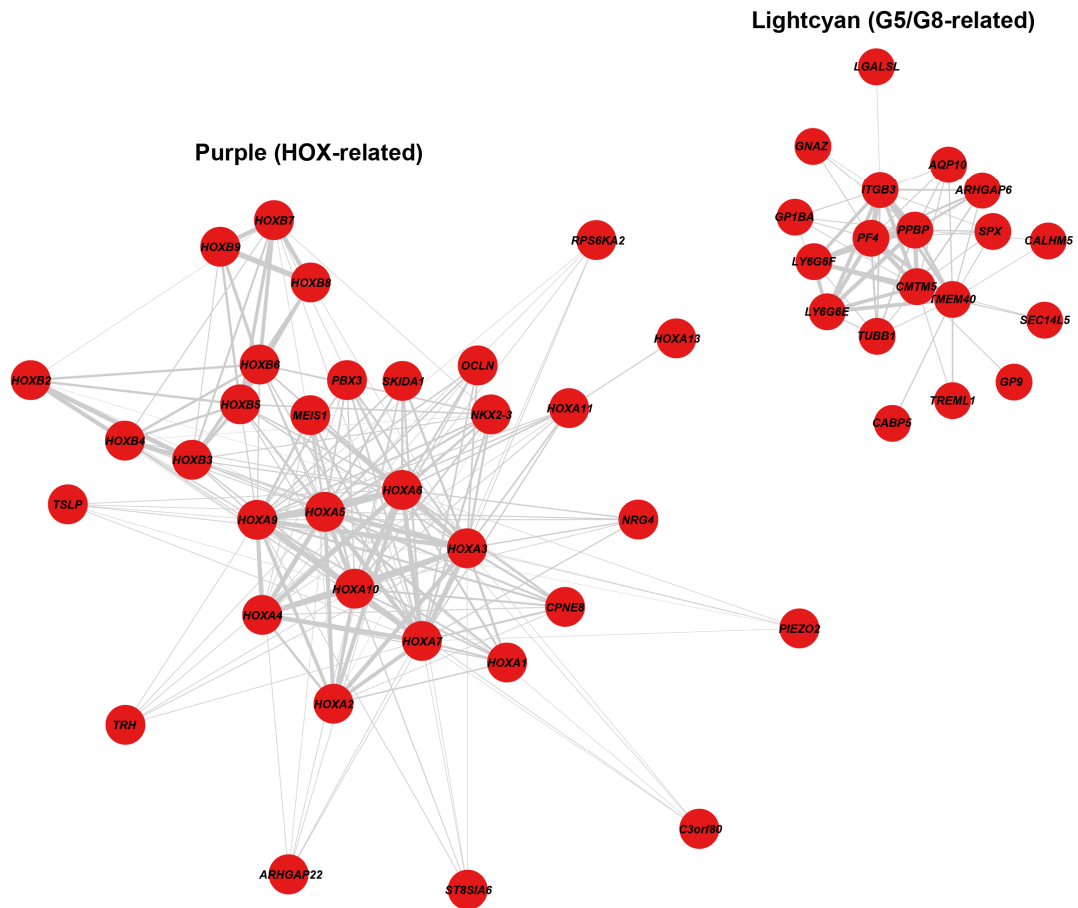 Lightcyan (G5/G8-related)
LGALSL
GNAZ
AQP10
ITGB3
ARHGAP6
GP1BA
PPBP
SPX
PF4
CALHM5
LY6G6F
CMTM5
TMEM40
LY6G6E
SEC14L5
TUBB1
GP9
TREML1
CABP5
Purple (HOX-related)
HOXB7
HOXB9
RPS6KA2
HOXB8
HOXA13
HOXB6
OCLN
HOXB2
PBX3
SKIDA1
HOXB5
MEIS1
NKX2-3
HOXA11
HOXB4
HOXB3
HOXA6
TSLP
HOXA5
HOXA9
NRG4
HOXA3
HOXA10
CPNE8
HOXA4
PIEZO2
HOXA7
HOXA1
HOXA2
TRH
C3orf80
ARHGAP22
ST8SIA6